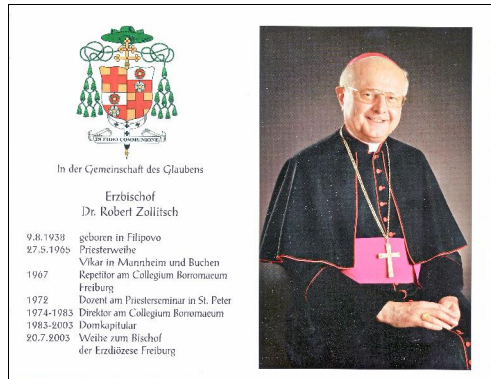 IN FIDEI COMMUNIONE
In der Gemeinschaft des Glaubens
Erzbischof
Dr. Robert Zollitsch
9.8.1938 geboren in Filipovo
27.5.1965 Priesterweihe
Vikar in Mannheim und Buchen
1967 Repetitor am Collegium Borromaeum
Freiburg
1972 Dozent am Priesterseminar in St. Peter
1974-1983 Direktor am Collegium Borromaeum
1983-2003 Domkapitular
20.7.2003 Weihe zum Bischof
der Erzdiözese Freiburg